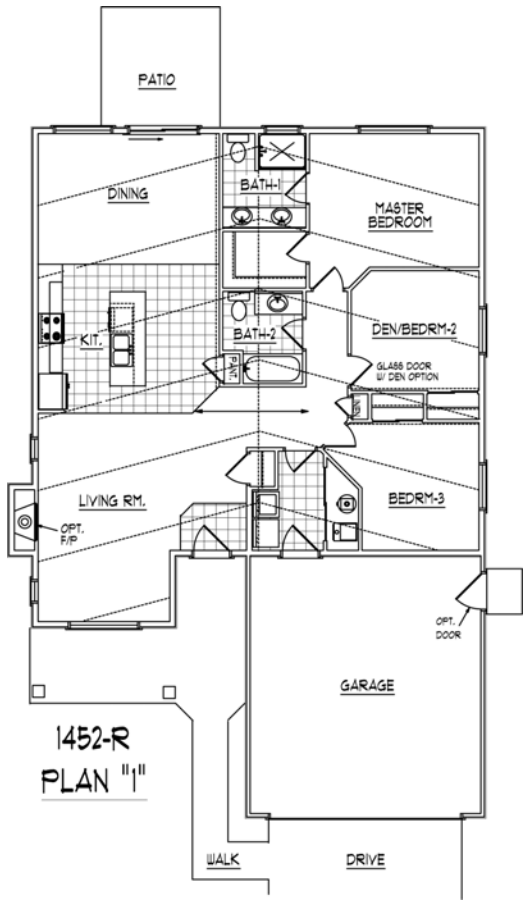 PATIO
DINING
BATH-1
MASTER
BEDROOM
KIT.
BATH-2
PANT.
DEN/BEDRM-2
GLASS DOOR
W/ DEN OPTION
LINEN
LIVING RM.
OPT.
F/P
BEDRM-3
OPT.
DOOR
GARAGE
1452-R
PLAN "1"
WALK
DRIVE